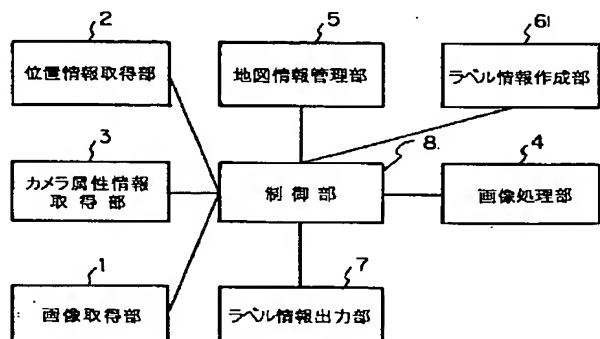 2
5
61
位置情報取得部
地図情報管理部
ラベル情報作成部
3
8
4
カメラ属性情報
取得部
制御部
画像処理部
1
7
画像取得部
ラベル情報出力部